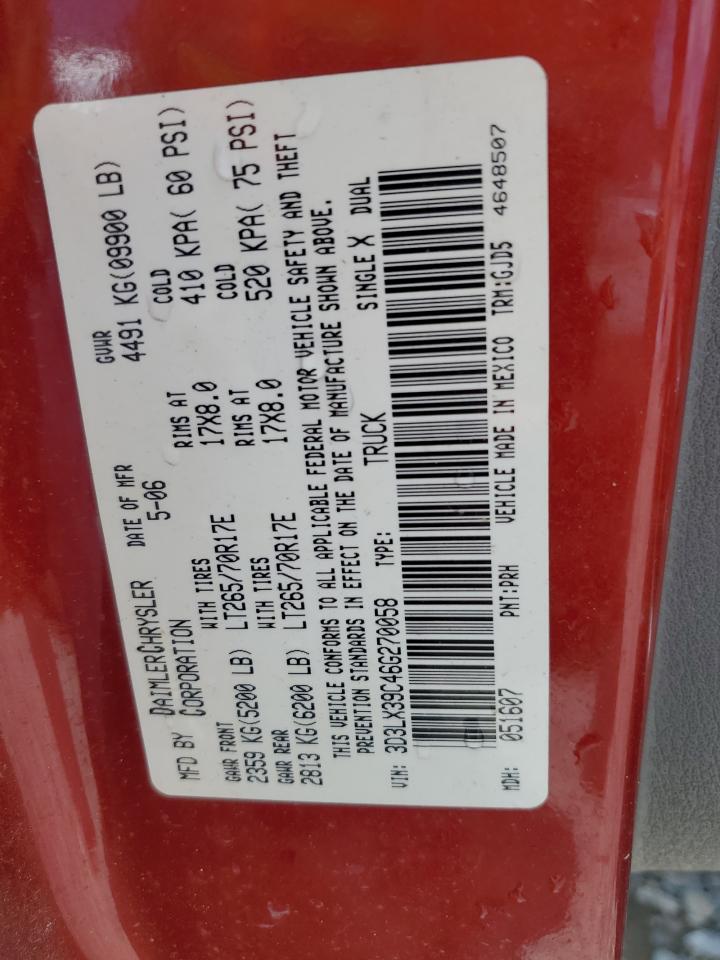 MFD BY DAIMLERCHRYSLER CORPORATION DATE OF MFR 5-06 GVWR 4491 KG(09900 LB)
GAWR FRONT WITH TIRES RIMS AT COLD
2359 KG(5200 LB) LT265/70R17E 17X8.0 410 KPA( 60 PSI)
GAWR REAR WITH TIRES RIMS AT COLD
2813 KG(6200 LB) LT265/70R17E 17X8.0 520 KPA( 75 PSI)
THIS VEHICLE CONFORMS TO ALL APPLICABLE FEDERAL MOTOR VEHICLE SAFETY AND THEFT
PREVENTION STANDARDS IN EFFECT ON THE DATE OF MANUFACTURE SHOWN ABOVE.
VIN: 3D3LX39C46G270058 TYPE: TRUCK SINGLE X DUAL
MDH: 051607 PNT:PRH VEHICLE MADE IN MEXICO TRM:GJD5 4648507